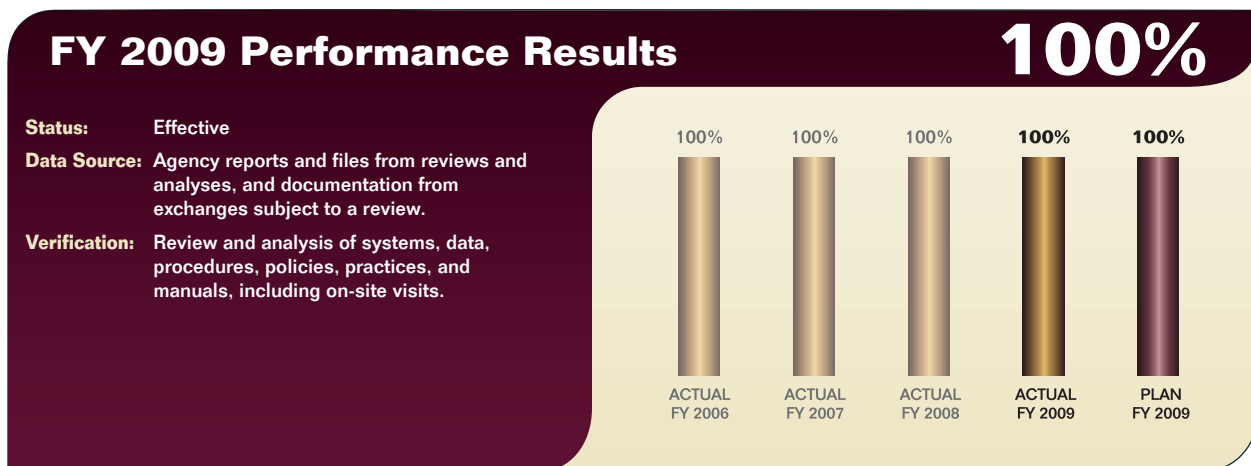 FY 2009 Performance Results
100%
Status: Effective
Data Source: Agency reports and files from reviews and
analyses, and documentation from
exchanges subject to a review.
Verification: Review and analysis of systems, data,
procedures, policies, practices, and
manuals, including on-site visits.
100% 100% 100% 100% 100%
ACTUAL ACTUAL ACTUAL ACTUAL PLAN
FY 2006 FY 2007 FY 2008 FY 2009 FY 2009